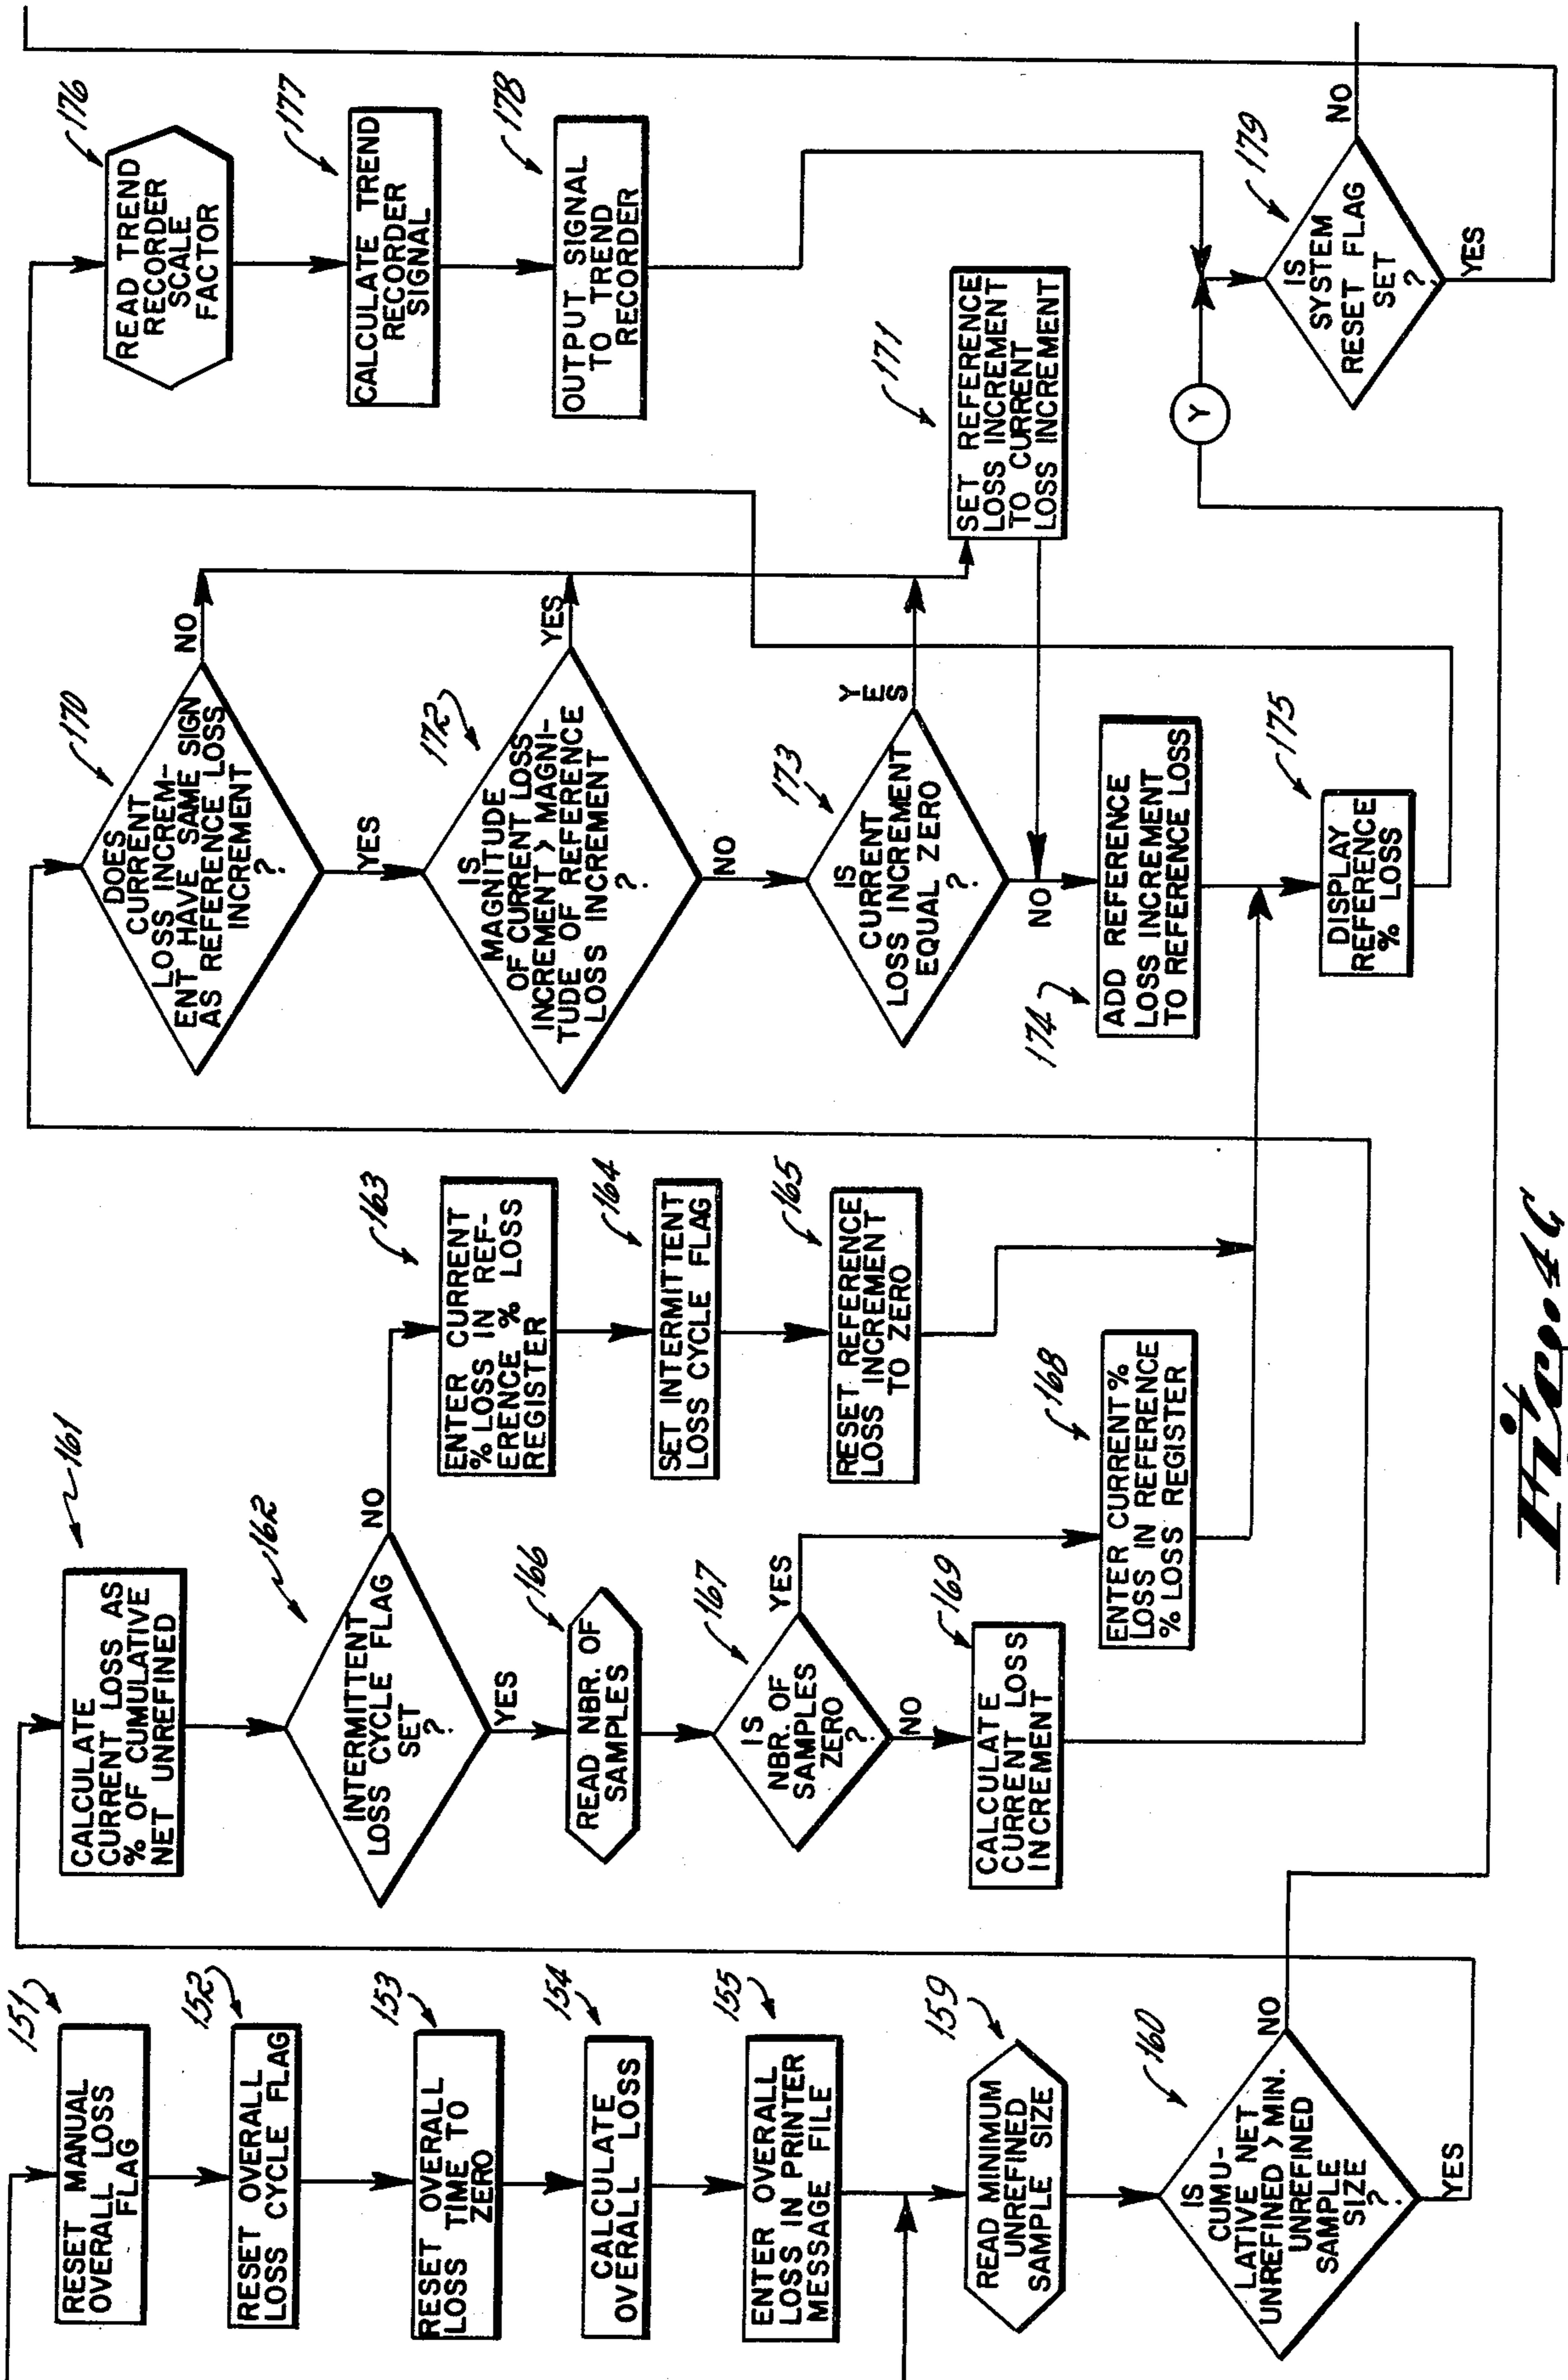 151
RESET MANUAL
OVERALL LOSS
FLAG
152
RESET OVERALL
LOSS CYCLE FLAG
153
RESET OVERALL
LOSS TIME TO
ZERO
154
CALCULATE
OVERALL LOSS
155
ENTER OVERALL
LOSS IN PRINTER
MESSAGE FILE
159
READ MINIMUM
UNREFINED
SAMPLE SIZE
160
IS
CUMU-
LATIVE NET
UNREFINED > MIN.
UNREFINED
SAMPLE
SIZE
?
NO
YES
161
CALCULATE
CURRENT LOSS AS
% OF CUMULATIVE
NET UNREFINED
162
INTERMITTENT
LOSS CYCLE FLAG
SET
?
NO
YES
163
ENTER CURRENT
% LOSS IN REF-
ERENCE % LOSS
REGISTER
164
SET INTERMITTENT
LOSS CYCLE FLAG
165
RESET REFERENCE
LOSS INCREMENT
TO ZERO
166
READ NBR. OF
SAMPLES
167
IS
NBR. OF
SAMPLES
ZERO
?
YES
NO
168
ENTER CURRENT %
LOSS IN REFERENCE
% LOSS REGISTER
169
CALCULATE
CURRENT LOSS
INCREMENT
170
DOES
CURRENT
LOSS INCREM-
ENT HAVE SAME SIGN
AS REFERENCE LOSS
INCREMENT
?
NO
YES
172
IS
MAGNITUDE
OF CURRENT LOSS
INCREMENT > MAGNI-
TUDE OF REFERENCE
LOSS INCREMENT
?
YES
NO
173
IS
CURRENT
LOSS INCREMENT
EQUAL ZERO
?
YES
NO
171
SET REFERENCE
LOSS INCREMENT
TO CURRENT
LOSS INCREMENT
174
ADD REFERENCE
LOSS INCREMENT
TO REFERENCE LOSS
175
DISPLAY
REFERENCE
% LOSS
176
READ TREND
RECORDER
SCALE
FACTOR
177
CALCULATE TREND
RECORDER
SIGNAL
178
OUTPUT SIGNAL
TO TREND
RECORDER
Y
179
IS
SYSTEM
RESET FLAG
SET
?
NO
YES
Fig. 4C